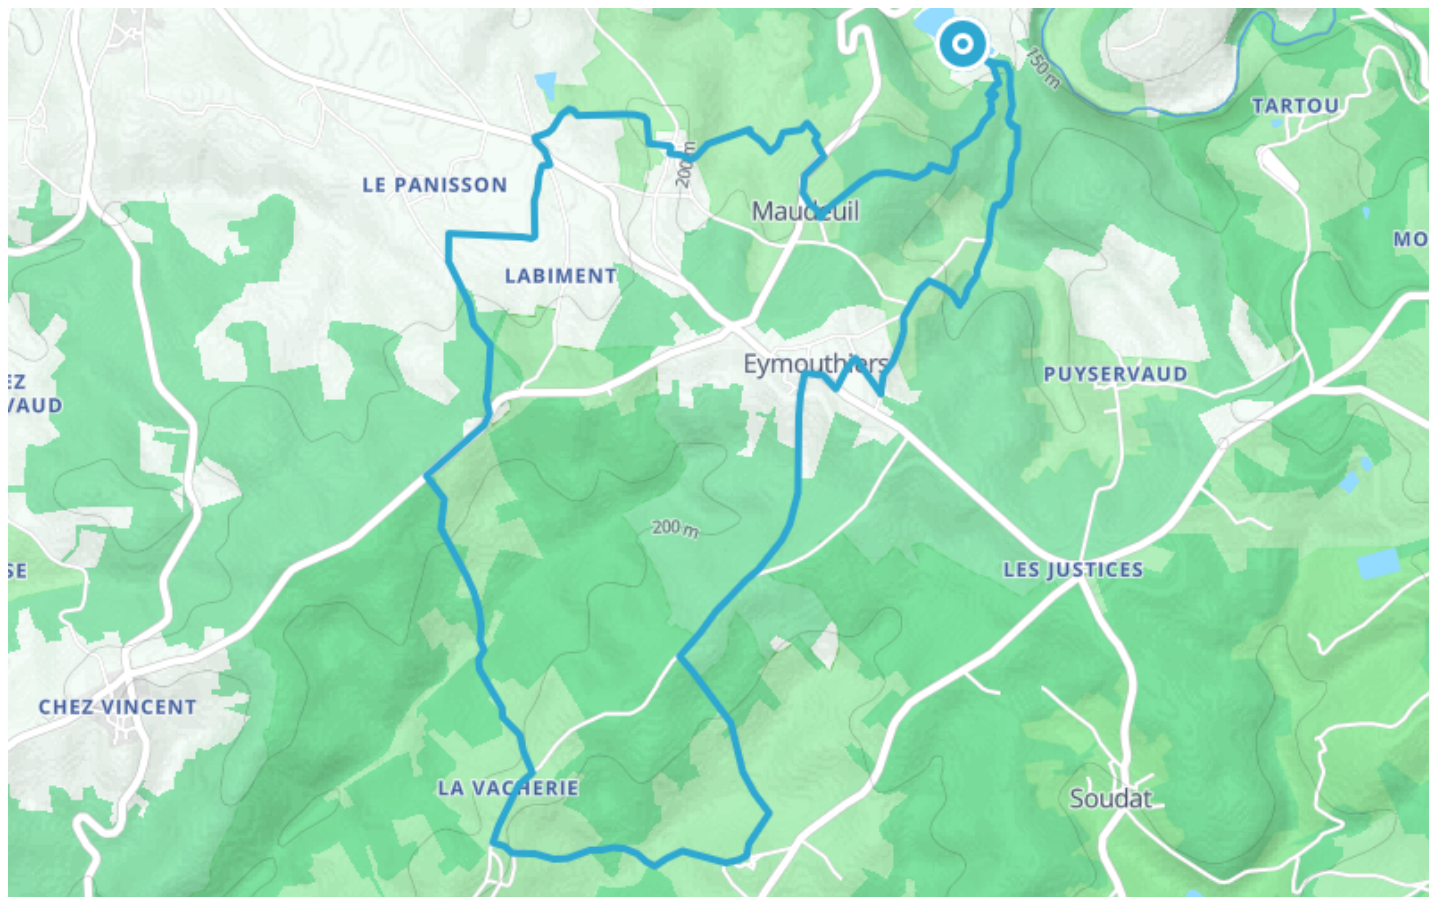 150 m
TARTOU
200 m
LE PANISSON
Maudeuil
MO
LABIMENT
Eymouthiers
PUYSERVAUD
EZ
VAUD
200 m
SE
LES JUSTICES
CHEZ VINCENT
LA VACHERIE
Soudat